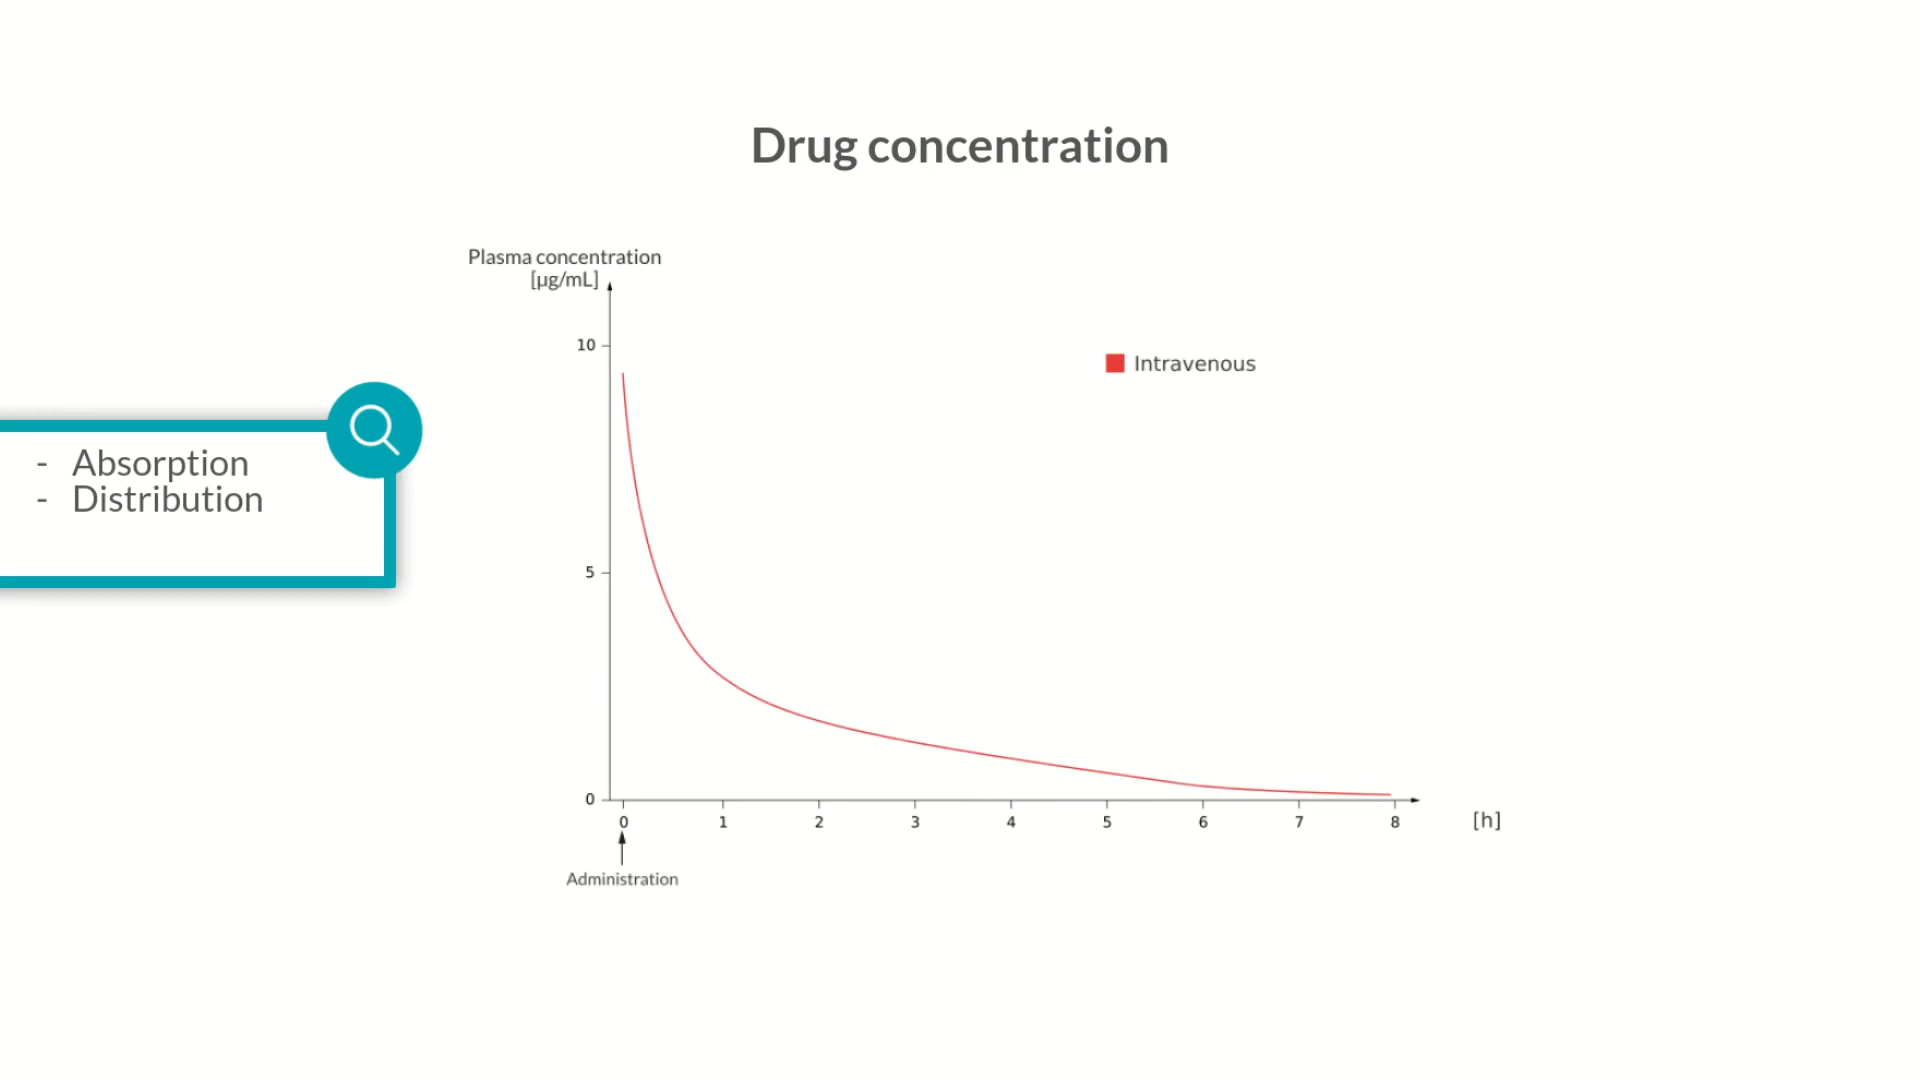 Drug concentration
Plasma concentration
[µg/mL]
10
Intravenous
- Absorption
- Distribution
5
0
0 1 2 3 4 5 6 7 8 [h]
Administration